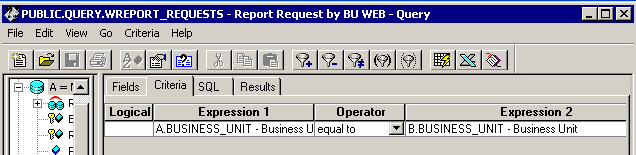 PUBLIC.QUERY.WREPORT_REQUESTS - Report Request by BU WEB - Query
File Edit View Go Criteria Help
A =
Fields Criteria SQL Results
Logical Expression 1 Operator Expression 2
A.BUSINESS_UNIT - Business U equal to B.BUSINESS_UNIT - Business Unit